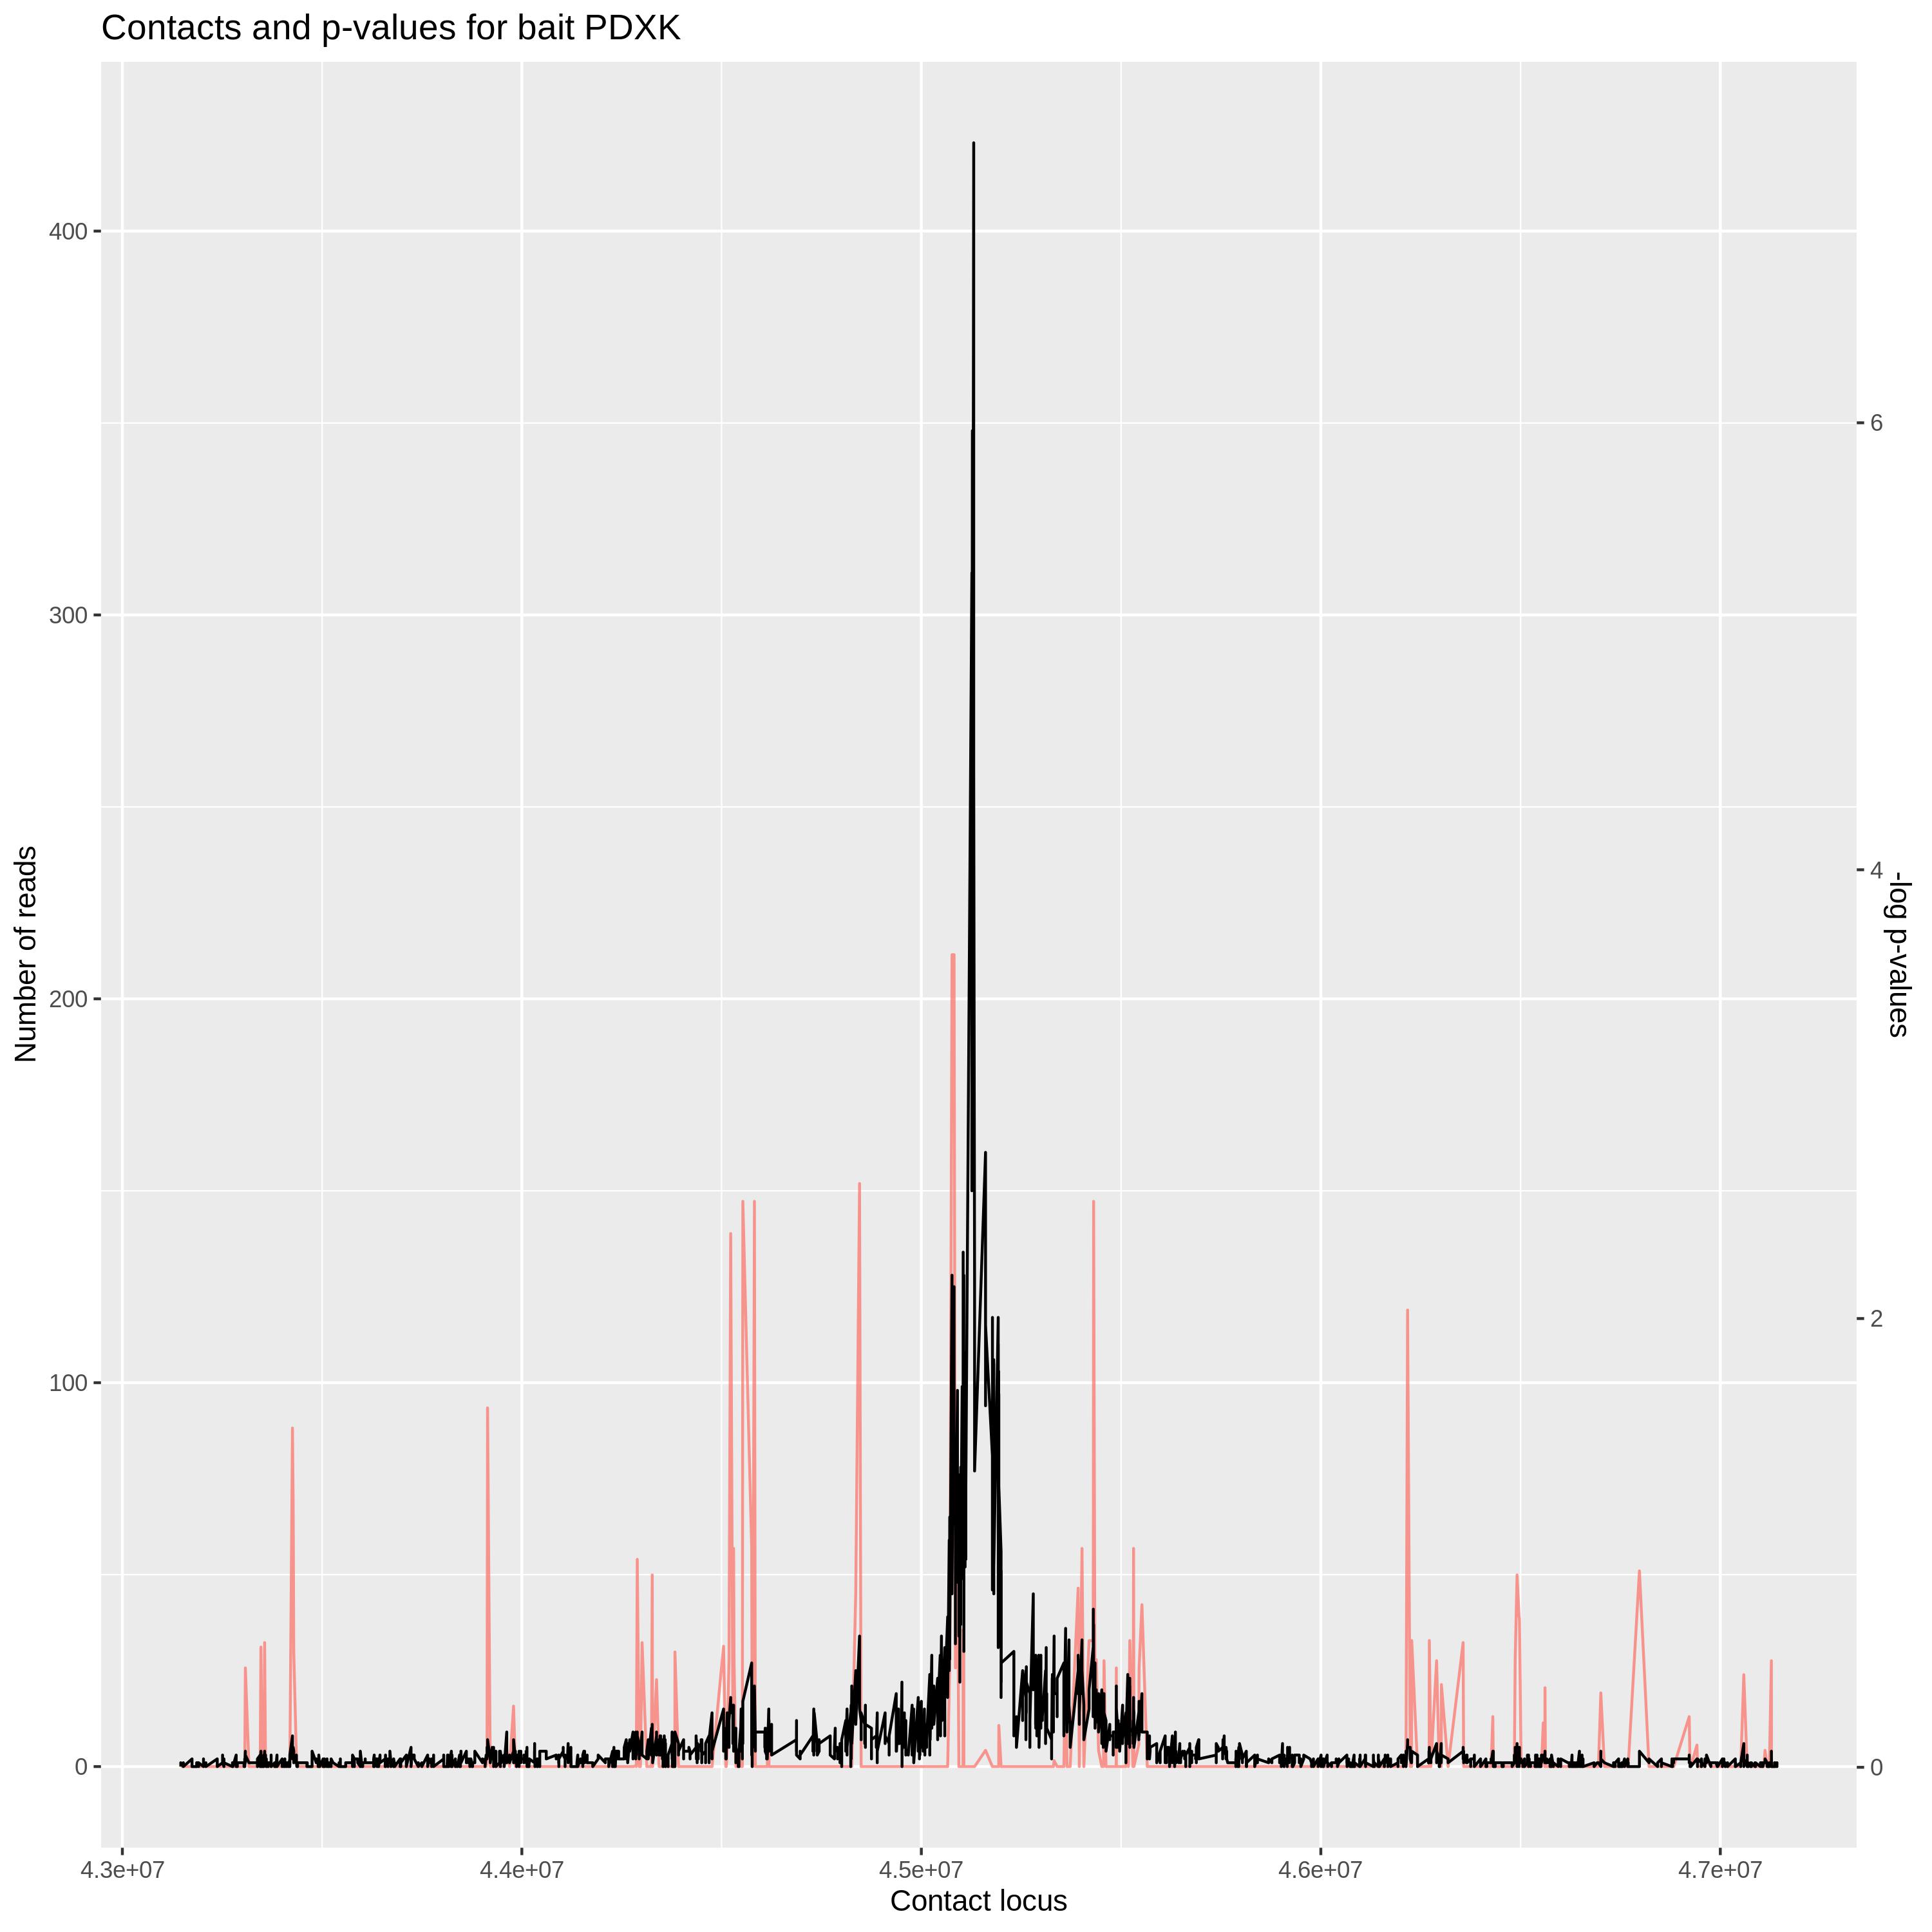 Contacts and p-values for bait PDXK
400
300
200
100
0
6
4
2
0
Number of reads
-log p-values
4.3e+07
4.4e+07
4.5e+07
4.6e+07
4.7e+07
Contact locus